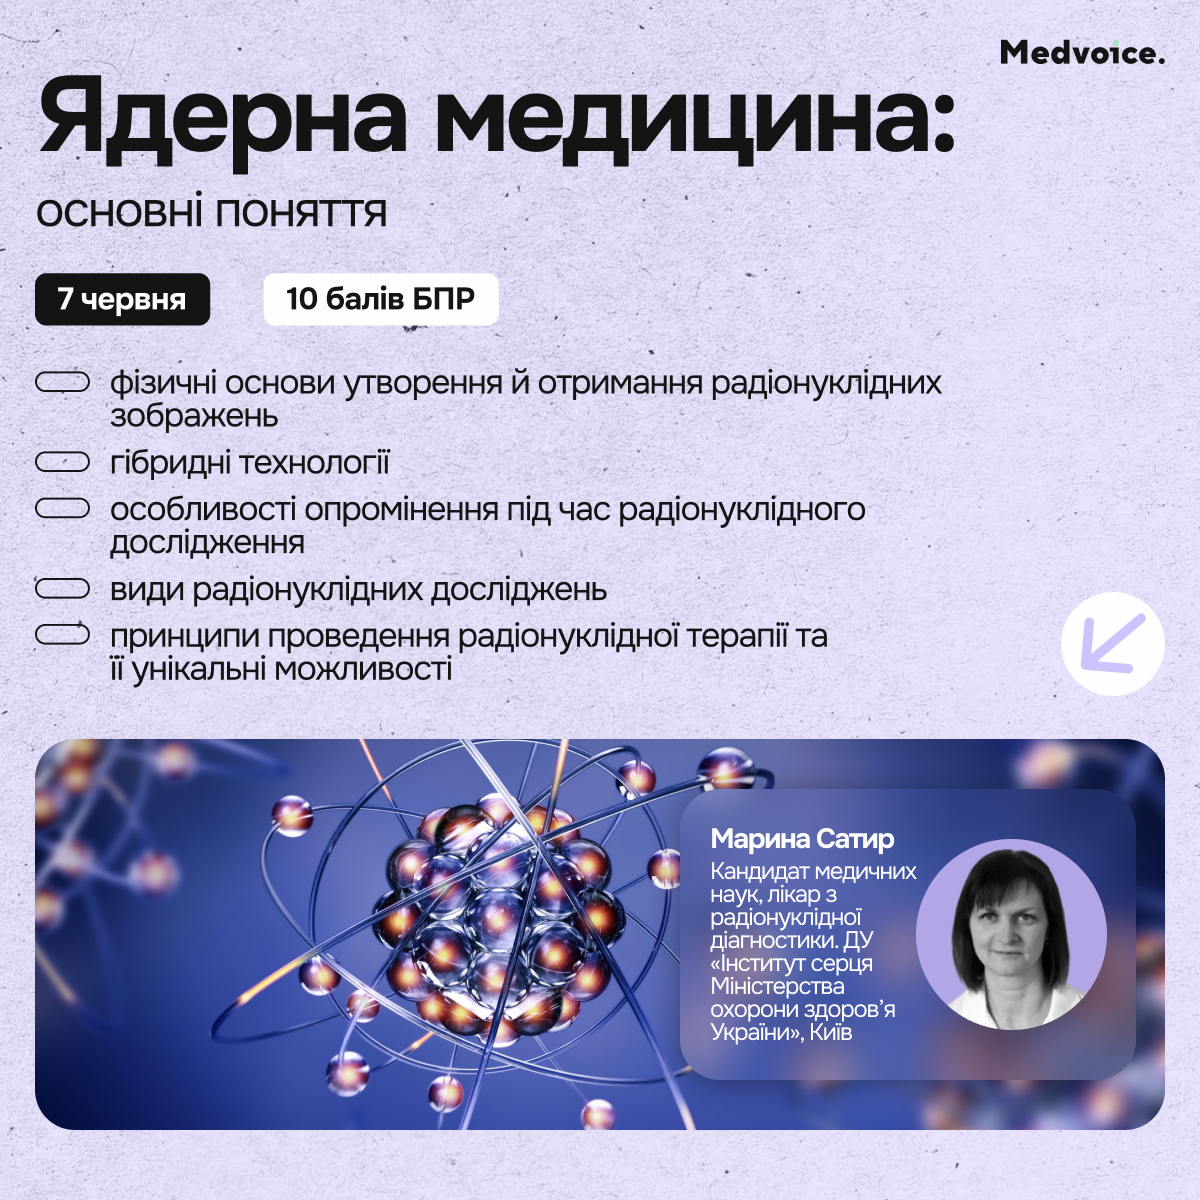 Medvoice.
Ядерна медицина:
основні поняття
7 червня
10 балів БПР
фізичні основи утворення й отримання радіонуклідних
зображень
гібридні технології
особливості опромінення під час радіонуклідного
дослідження
види радіонуклідних досліджень
принципи проведення радіонуклідної терапії та
її унікальні можливості
Марина Сатир
Кандидат медичних
наук, лікар з
радіонуклідної
діагностики. ДУ
«Інститут серця
Міністерства
охорони здоров’я
України», Київ